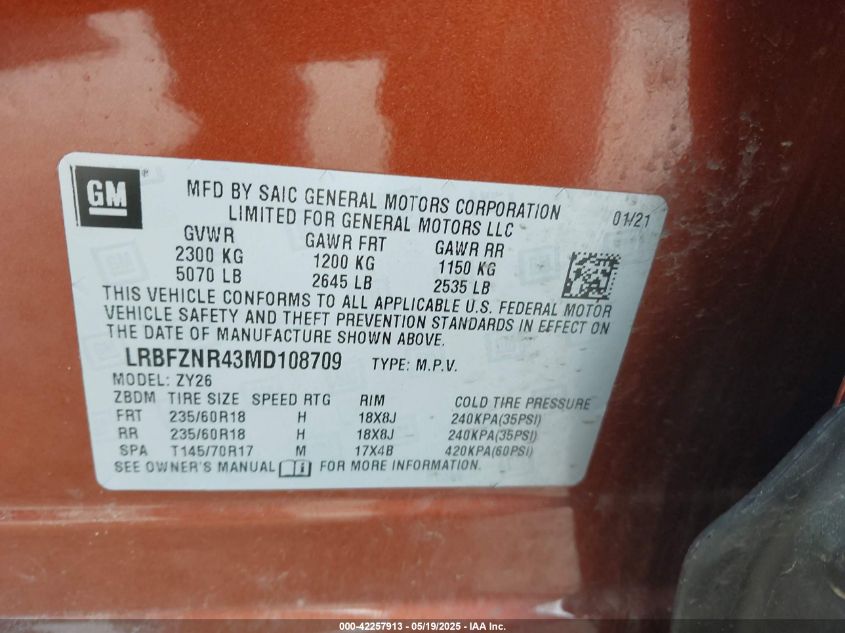 GM ®
MFD BY SAIC GENERAL MOTORS CORPORATION 01/21
LIMITED FOR GENERAL MOTORS LLC
GVWR GAWR FRT GAWR RR
2300 KG 1200 KG 1150 KG
5070 LB 2645 LB 2535 LB
THIS VEHICLE CONFORMS TO ALL APPLICABLE U.S. FEDERAL MOTOR
VEHICLE SAFETY AND THEFT PREVENTION STANDARDS IN EFFECT ON
THE DATE OF MANUFACTURE SHOWN ABOVE.
LRBFZNR43MD108709 TYPE: M.P.V.
MODEL: ZY26
ZBDM TIRE SIZE SPEED RTG RIM COLD TIRE PRESSURE
FRT 235/60R18 H 18X8J 240KPA(35PSI)
RR 235/60R18 H 18X8J 240KPA(35PSI)
SPA T145/70R17 M 17X4B 420KPA(60PSI)
SEE OWNER'S MANUAL i FOR MORE INFORMATION.
000-42257913 - 05/19/2025 - IAA Inc.